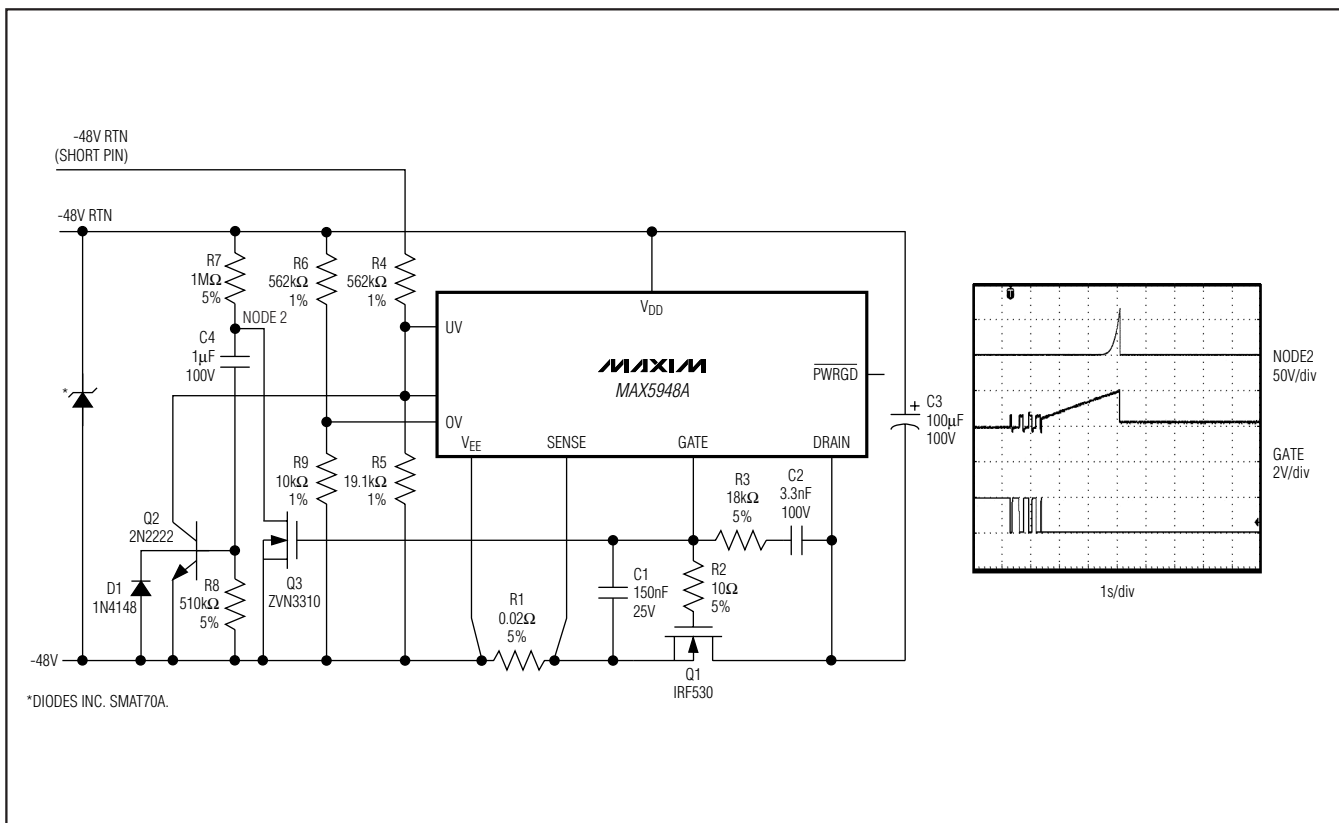 -48V RTN
(SHORT PIN)
-48V RTN
R7
1MΩ
5%
R6
562kΩ
1%
R4
562kΩ
1%
NODE 2
C4
1µF
100V
*
VDD
UV
MAXIM
MAX5948A
PWRGD
OV
VEE
SENSE
GATE
DRAIN
C3
100µF
100V
+
NODE2
50V/div
GATE
2V/div
1s/div
R9
10kΩ
1%
R5
19.1kΩ
1%
R3
18kΩ
5%
C2
3.3nF
100V
Q2
2N2222
D1
1N4148
R8
510kΩ
5%
Q3
ZVN3310
R1
0.02Ω
5%
C1
150nF
25V
R2
10Ω
5%
Q1
IRF530
-48V
*DIODES INC. SMAT70A.